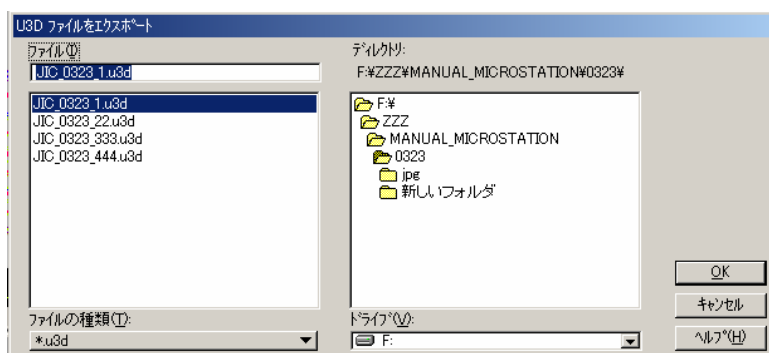 U3D ファイルをエクスポート
ファイル(I)
JIC_0323_1.u3d
JIC_0323_1.u3d
JIC_0323_22.u3d
JIC_0323_333.u3d
JIC_0323_444.u3d
ファイルの種類(T):
*.u3d
ディレクトリ:
F:¥ZZZ¥MANUAL_MICROSTATION¥0323¥
F:¥
ZZZ
MANUAL_MICROSTATION
0323
jpg
新しいフォルダ
ドライブ(V):
F:
OK
キャンセル
ヘルプ(H)